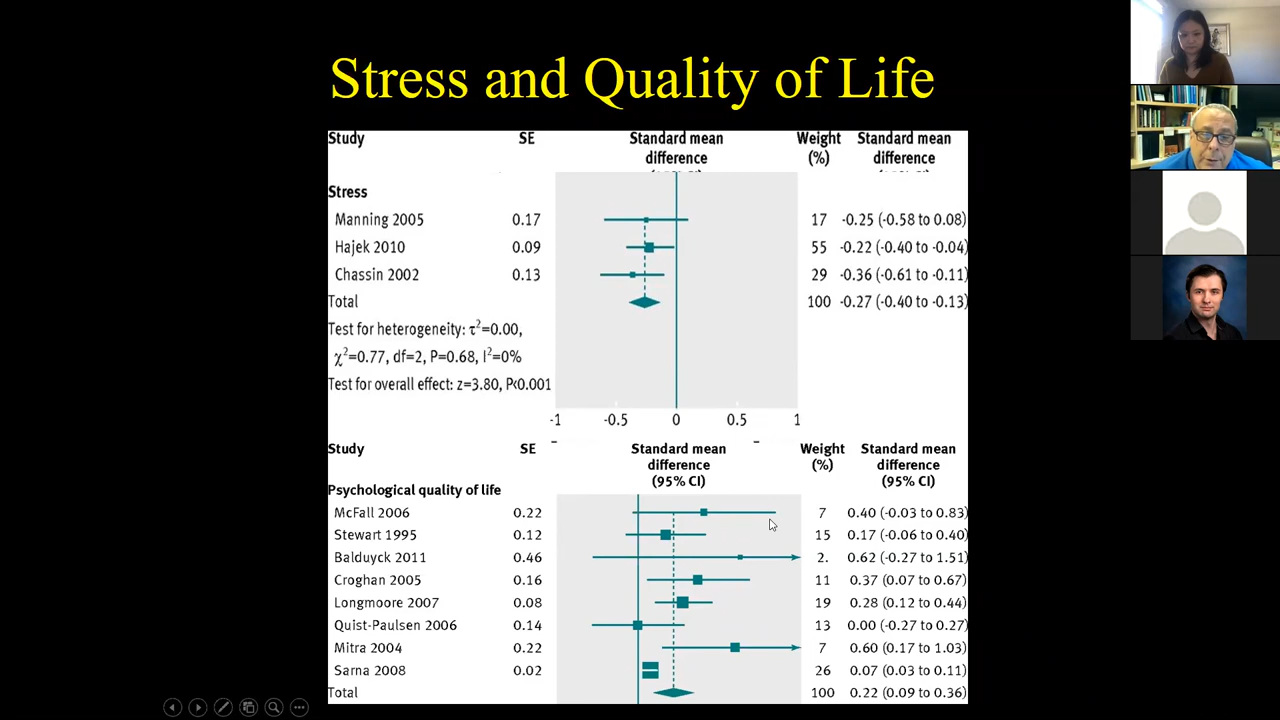 Stress and Quality of Life
Study SE Standard mean difference Weight (%) Standard mean difference
Stress
Manning 2005 0.17 17 -0.25 (-0.58 to 0.08)
Hajek 2010 0.09 55 -0.22 (-0.40 to -0.04)
Chassin 2002 0.13 29 -0.36 (-0.61 to -0.11)
Total 100 -0.27 (-0.40 to -0.13)
Test for heterogeneity: τ²=0.00,
χ²=0.77, df=2, P=0.68, I²=0%
Test for overall effect: z=3.80, P<0.001
-1 -0.5 0 0.5 1
Study SE Standard mean difference (95% CI) Weight (%) Standard mean difference (95% CI)
Psychological quality of life
McFall 2006 0.22 7 0.40 (-0.03 to 0.83)
Stewart 1995 0.12 15 0.17 (-0.06 to 0.40)
Balduyck 2011 0.46 2. 0.62 (-0.27 to 1.51)
Croghan 2005 0.16 11 0.37 (0.07 to 0.67)
Longmoore 2007 0.08 19 0.28 (0.12 to 0.44)
Quist-Paulsen 2006 0.14 13 0.00 (-0.27 to 0.27)
Mitra 2004 0.22 7 0.60 (0.17 to 1.03)
Sarna 2008 0.02 26 0.07 (0.03 to 0.11)
Total 100 0.22 (0.09 to 0.36)